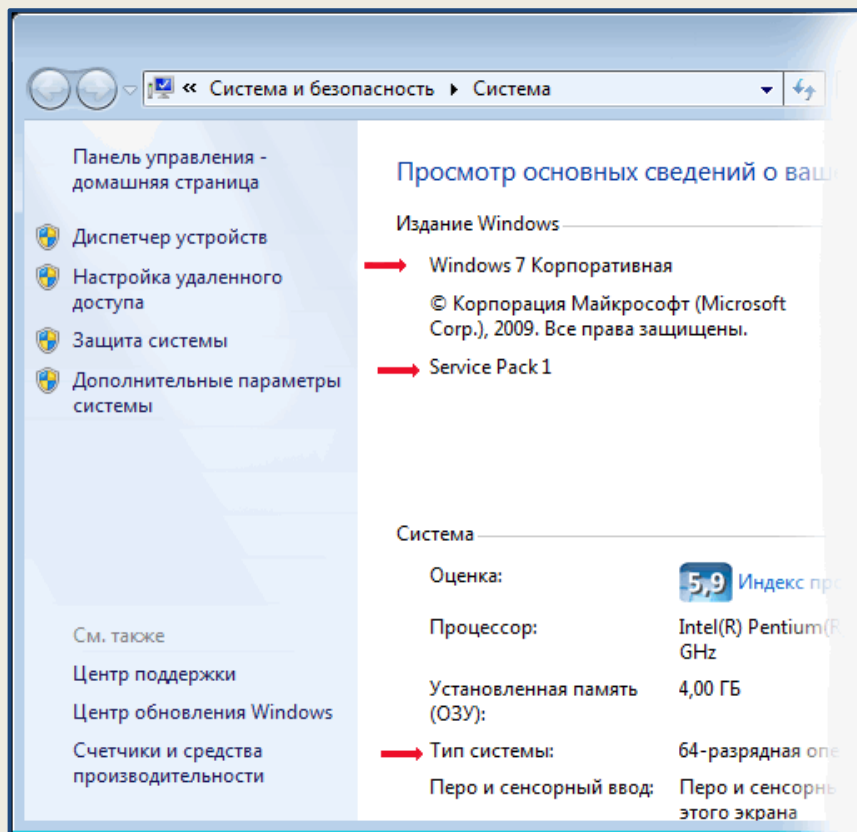 « Система и безопасность ▸ Система
Панель управления -
домашняя страница
Диспетчер устройств
Настройка удаленного
доступа
Защита системы
Дополнительные параметры
системы
См. также
Центр поддержки
Центр обновления Windows
Счетчики и средства
производительности
Просмотр основных сведений о
Издание Windows
Windows 7 Корпоративная
© Корпорация Майкрософт (Microsoft
Corp.), 2009. Все права защищены.
Service Pack 1
Система
Оценка:
5,9 Индекс
Процессор:
Intel(R) Pentium(R
GHz
Установленная память
(ОЗУ):
4,00 ГБ
Тип системы:
64-разрядная
Перо и сенсорный ввод:
Перо и
этого экрана